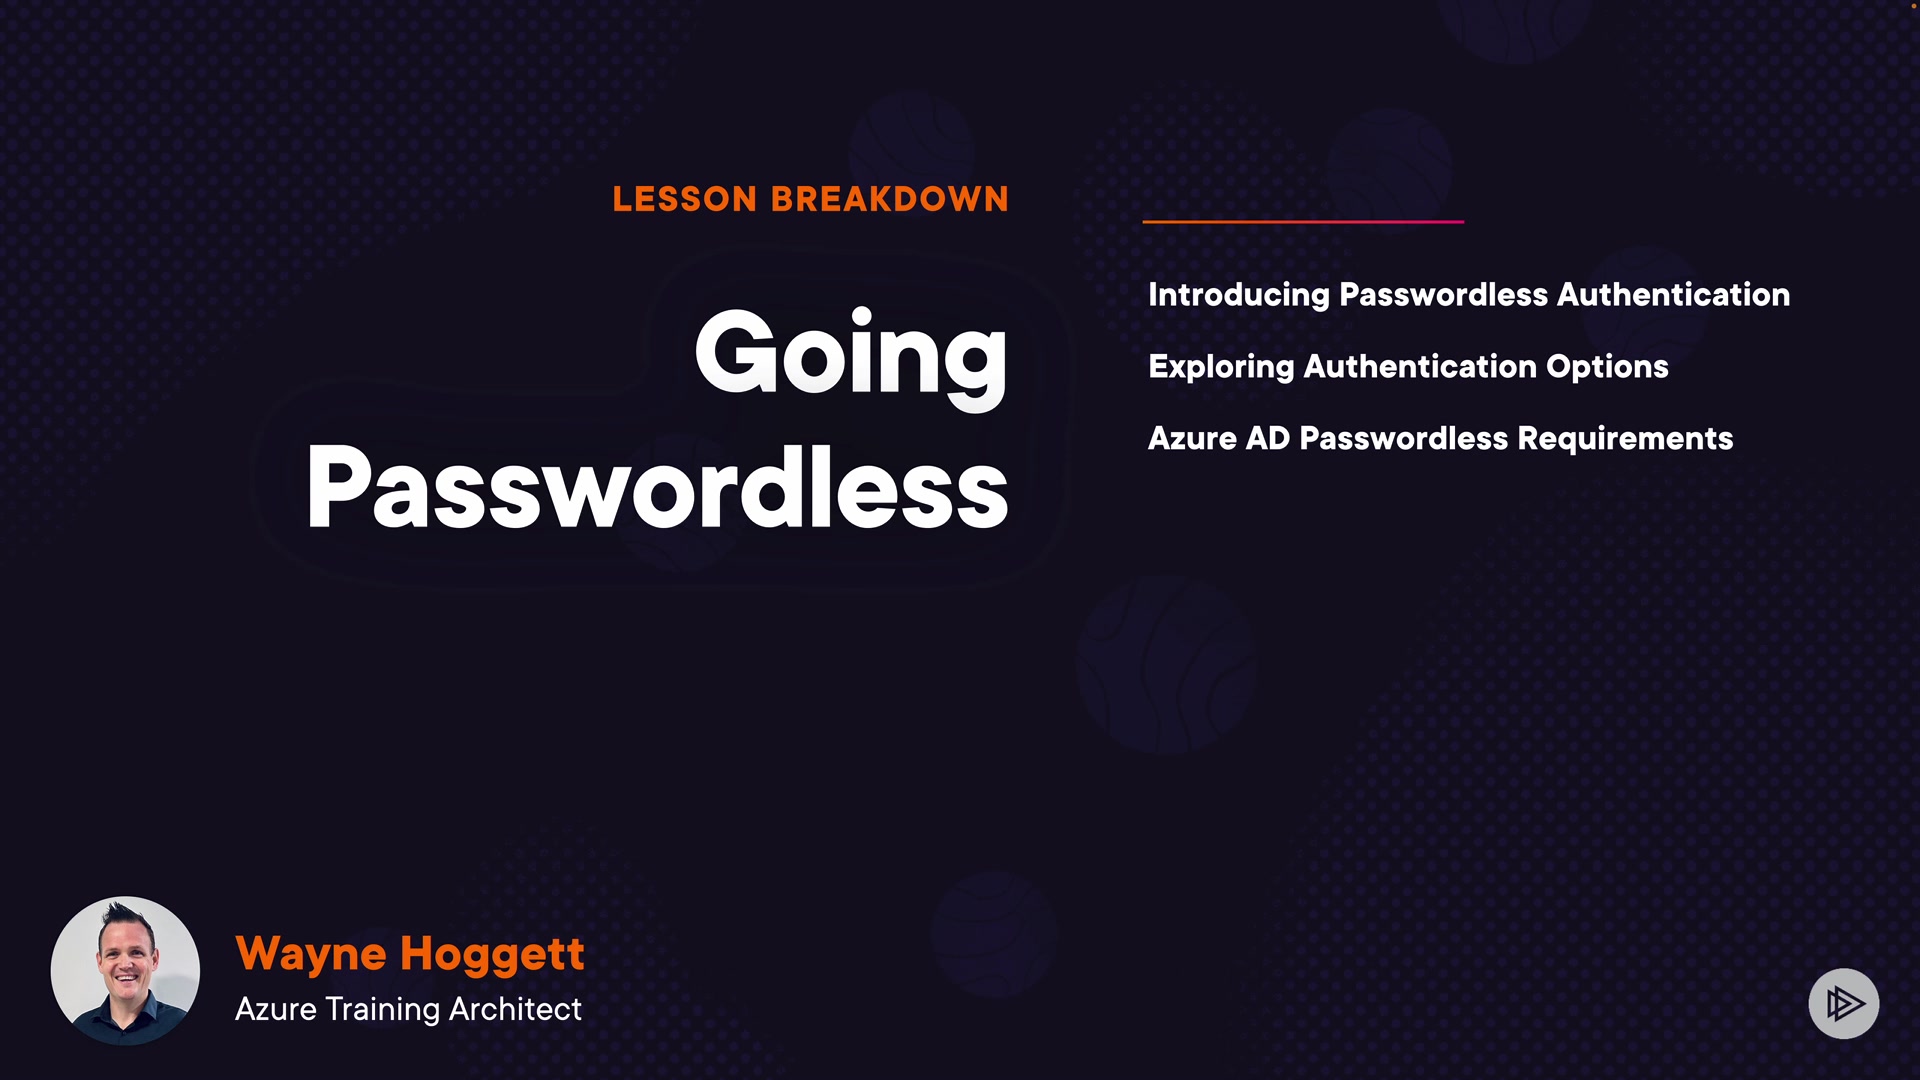 LESSON BREAKDOWN
Going
Passwordless
Introducing Passwordless Authentication
Exploring Authentication Options
Azure AD Passwordless Requirements
Wayne Hoggett
Azure Training Architect